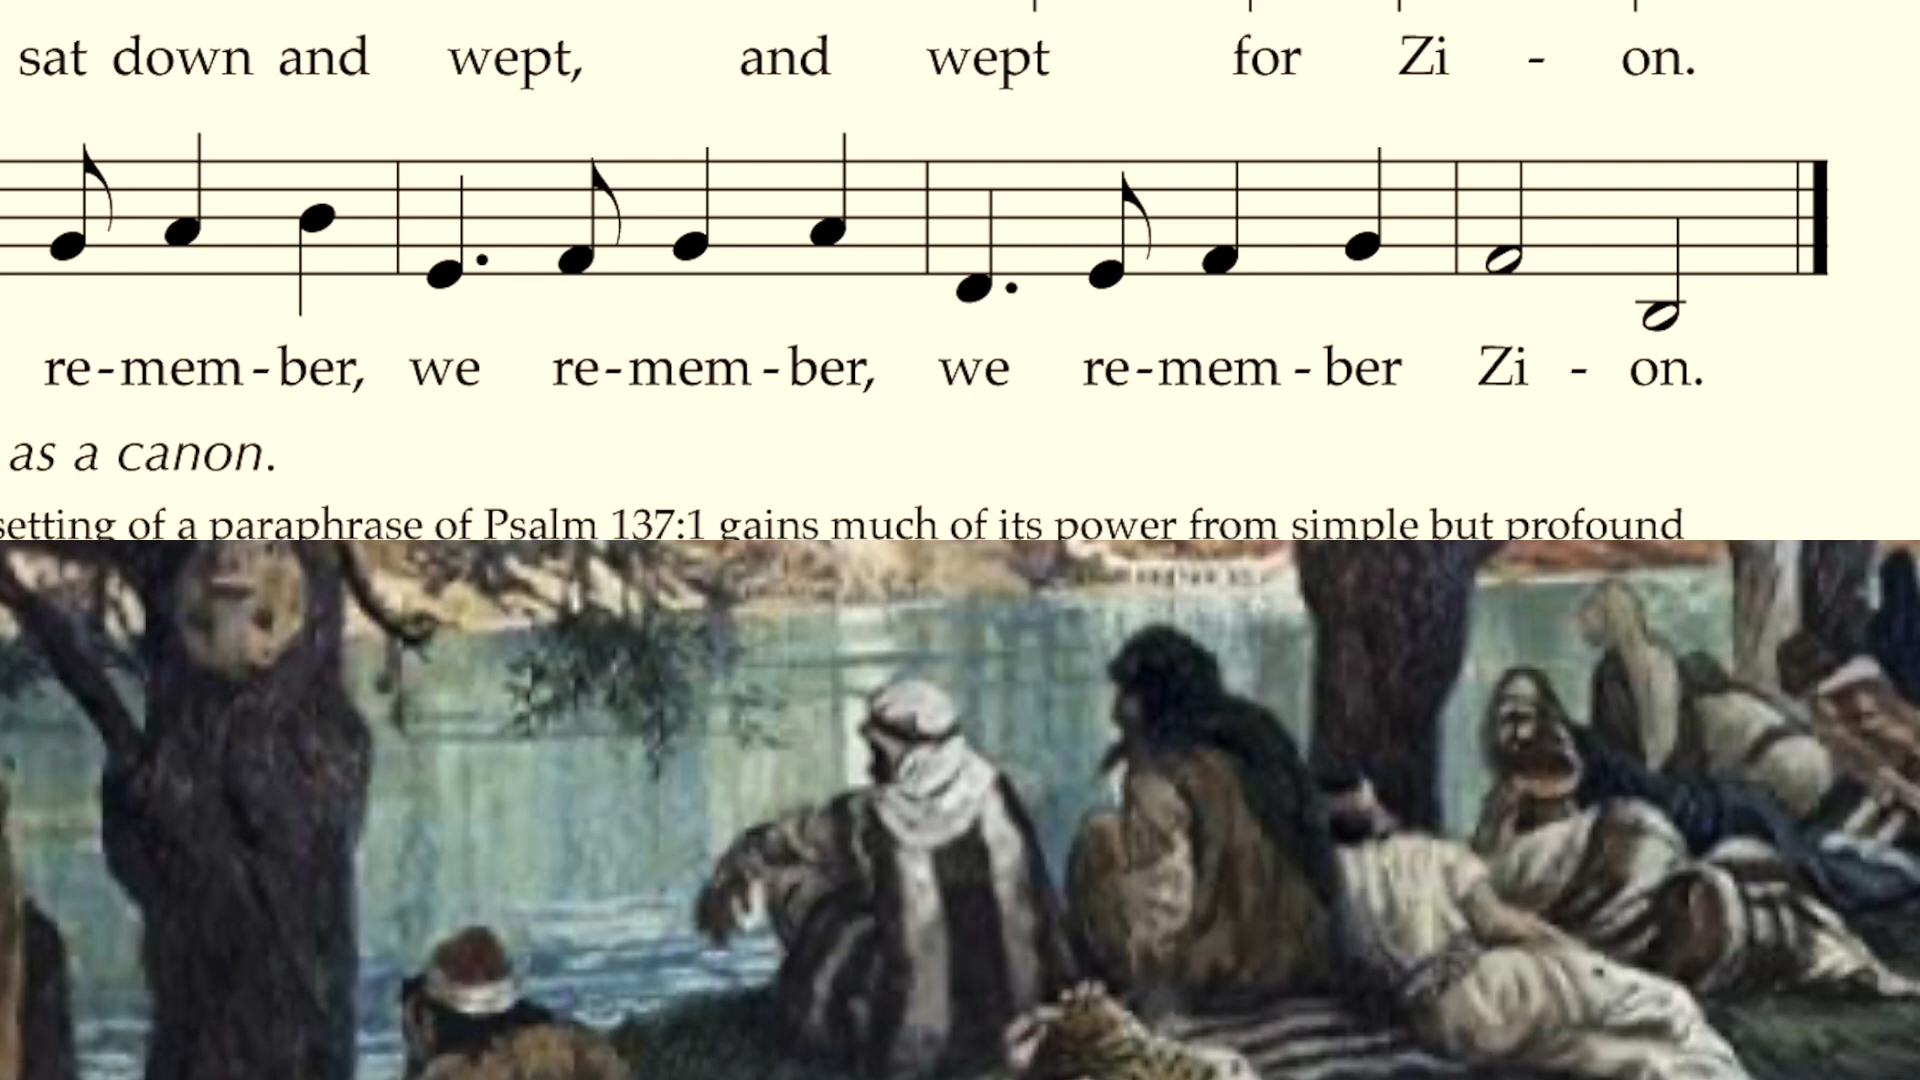 sat down and wept, and wept for Zi - on.
re-mem-ber, we re-mem-ber, we re-mem-ber Zi - on.
as a canon.
setting of a paraphrase of Psalm 137:1 gains much of its power from simple but profound